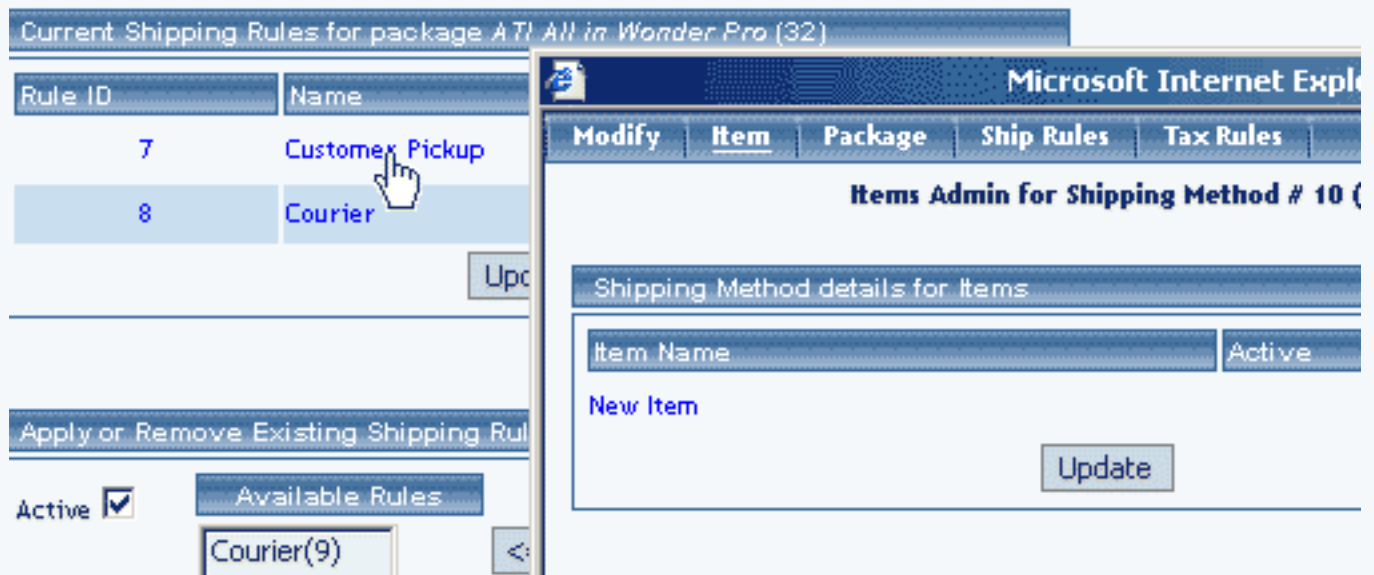 Current Shipping Rules for package ATI All in Wonder Pro (32)
Rule ID Name
7 Customer Pickup
8 Courier
Apply or Remove Existing Shipping
Active Available Rules
Courier(9)
Microsoft Internet
Modify Item Package Ship Rules Tax Rules
Items Admin for Shipping Method # 10 (
Shipping Method details for Items
Item Name Active
New Item
Update